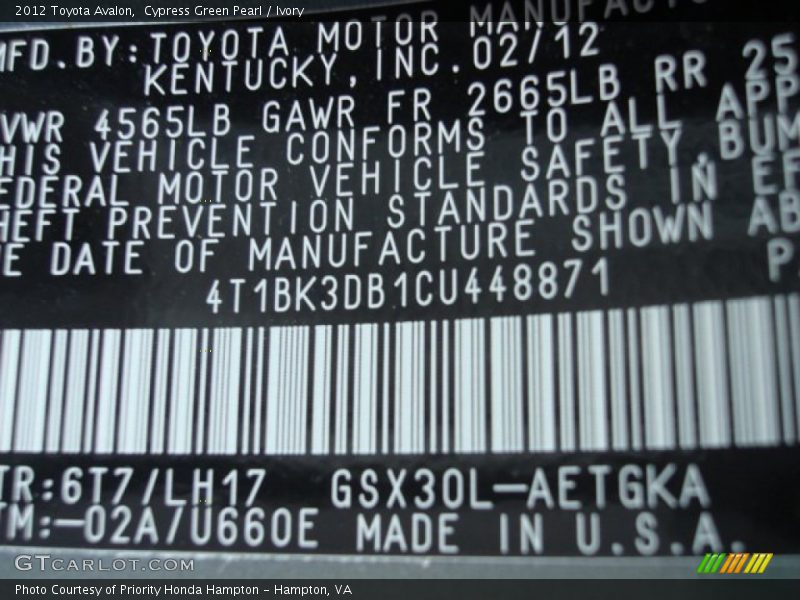 2012 Toyota Avalon, Cypress Green Pearl / Ivory
MFD.BY:TOYOTA MOTOR MANUFACTU
KENTUCKY,INC.02/12
VWR 4565LB GAWR FR 2665LB RR 25
HIS VEHICLE CONFORMS TO ALL APP
EDERAL MOTOR VEHICLE SAFETY,BUM
HEFT PREVENTION STANDARDS IN EF
E DATE OF MANUFACTURE SHOWN AB
4T1BK3DB1CU448871 P
TR:6T7/LH17 GSX30L-AETGKA
TM:-02A/U660E MADE IN U.S.A.
GTCARLOT.COM
Photo Courtesy of Priority Honda Hampton - Hampton, VA